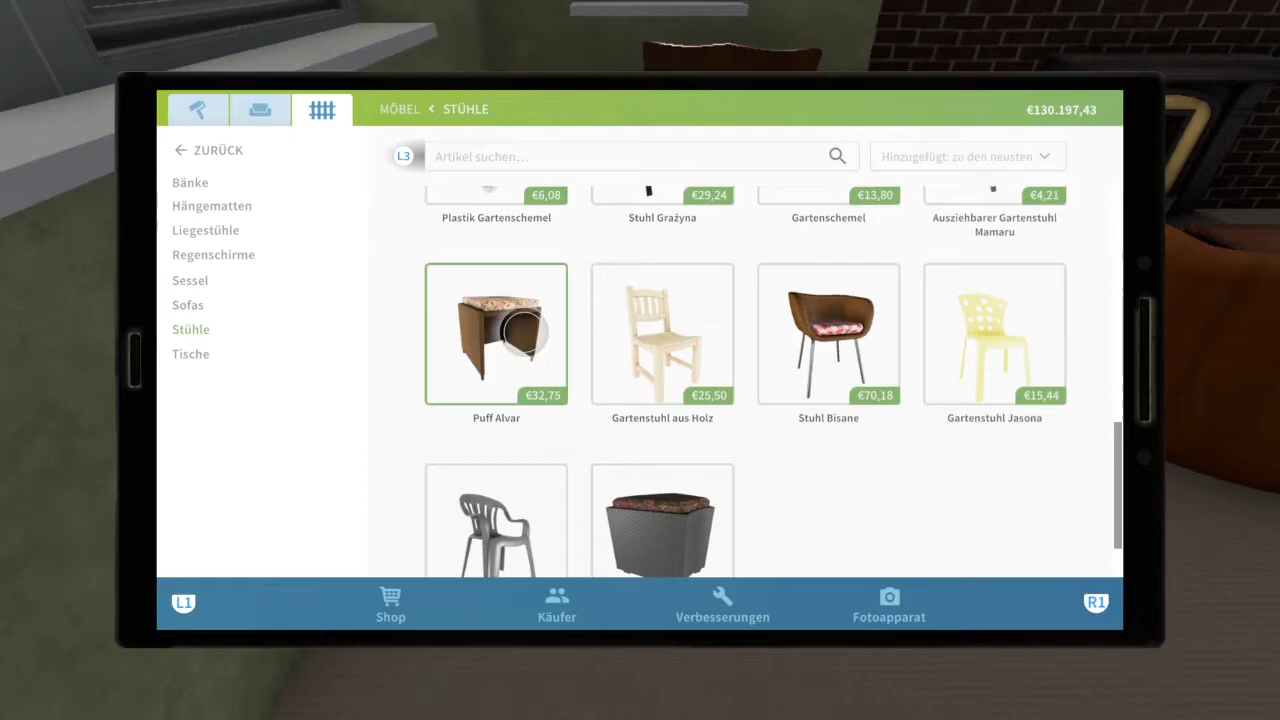 MÖBEL < STÜHLE
€130.197,43
← ZURÜCK
Bänke
Hängematten
Liegestühle
Regenschirme
Sessel
Sofas
Stühle
Tische
L3
Artikel suchen...
Hinzugefügt: zu den neusten
€6,08
€29,24
€13,80
€4,21
Plastik Gartenschemel
Stuhl Grażyna
Gartenschemel
Ausziehbarer Gartenstuhl
Mamaru
€32,75
€25,50
€70,18
€15,44
Puff Alvar
Gartenstuhl aus Holz
Stuhl Bisane
Gartenstuhl Jasona
L1
Shop
Käufer
Verbesserungen
Fotoapparat
R1